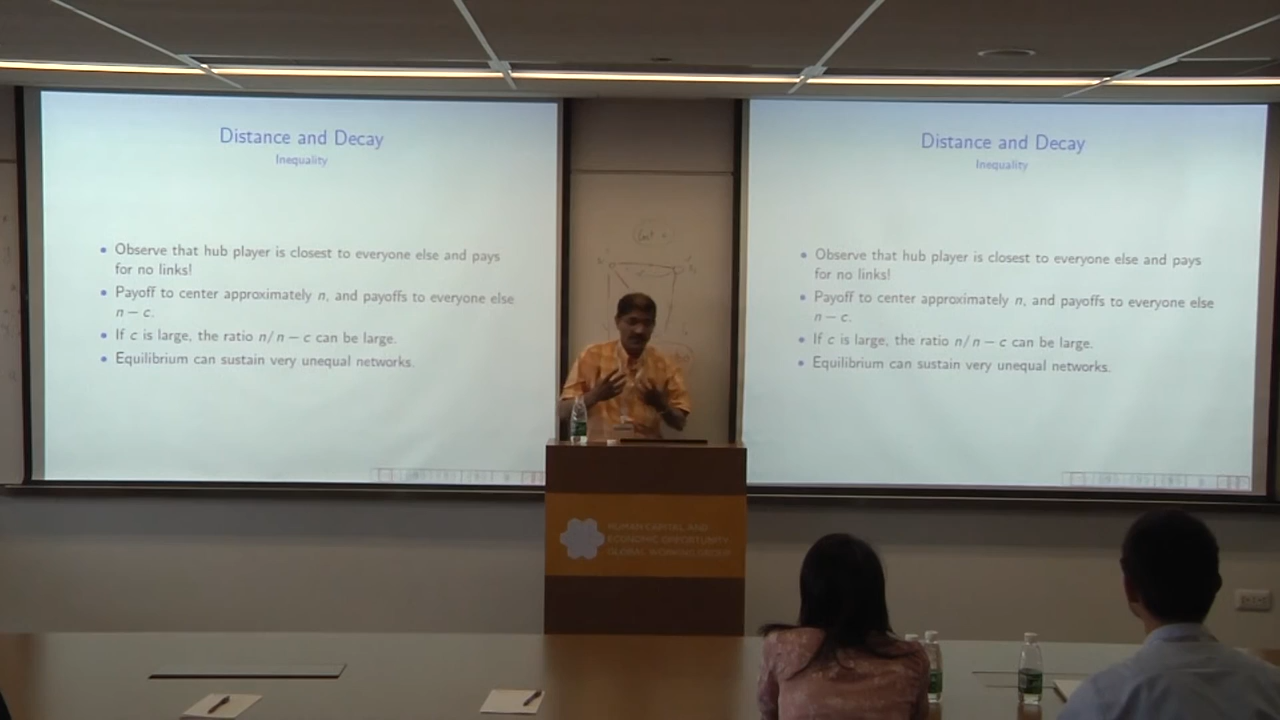 Distance and Decay
Inequality
• Observe that hub player is closest to everyone else and pays
for no links!
• Payoff to center approximately n, and payoffs to everyone else
n − c.
• If c is large, the ratio n/n − c can be large.
• Equilibrium can sustain very unequal networks.
Distance and Decay
Inequality
• Observe that hub player is closest to everyone else and pays
for no links!
• Payoff to center approximately n, and payoffs to everyone else
n − c.
• If c is large, the ratio n/n − c can be large.
• Equilibrium can sustain very unequal networks.
HUMAN CAPITAL AND
ECONOMIC OPPORTUNITY
GLOBAL WORKING GROUP